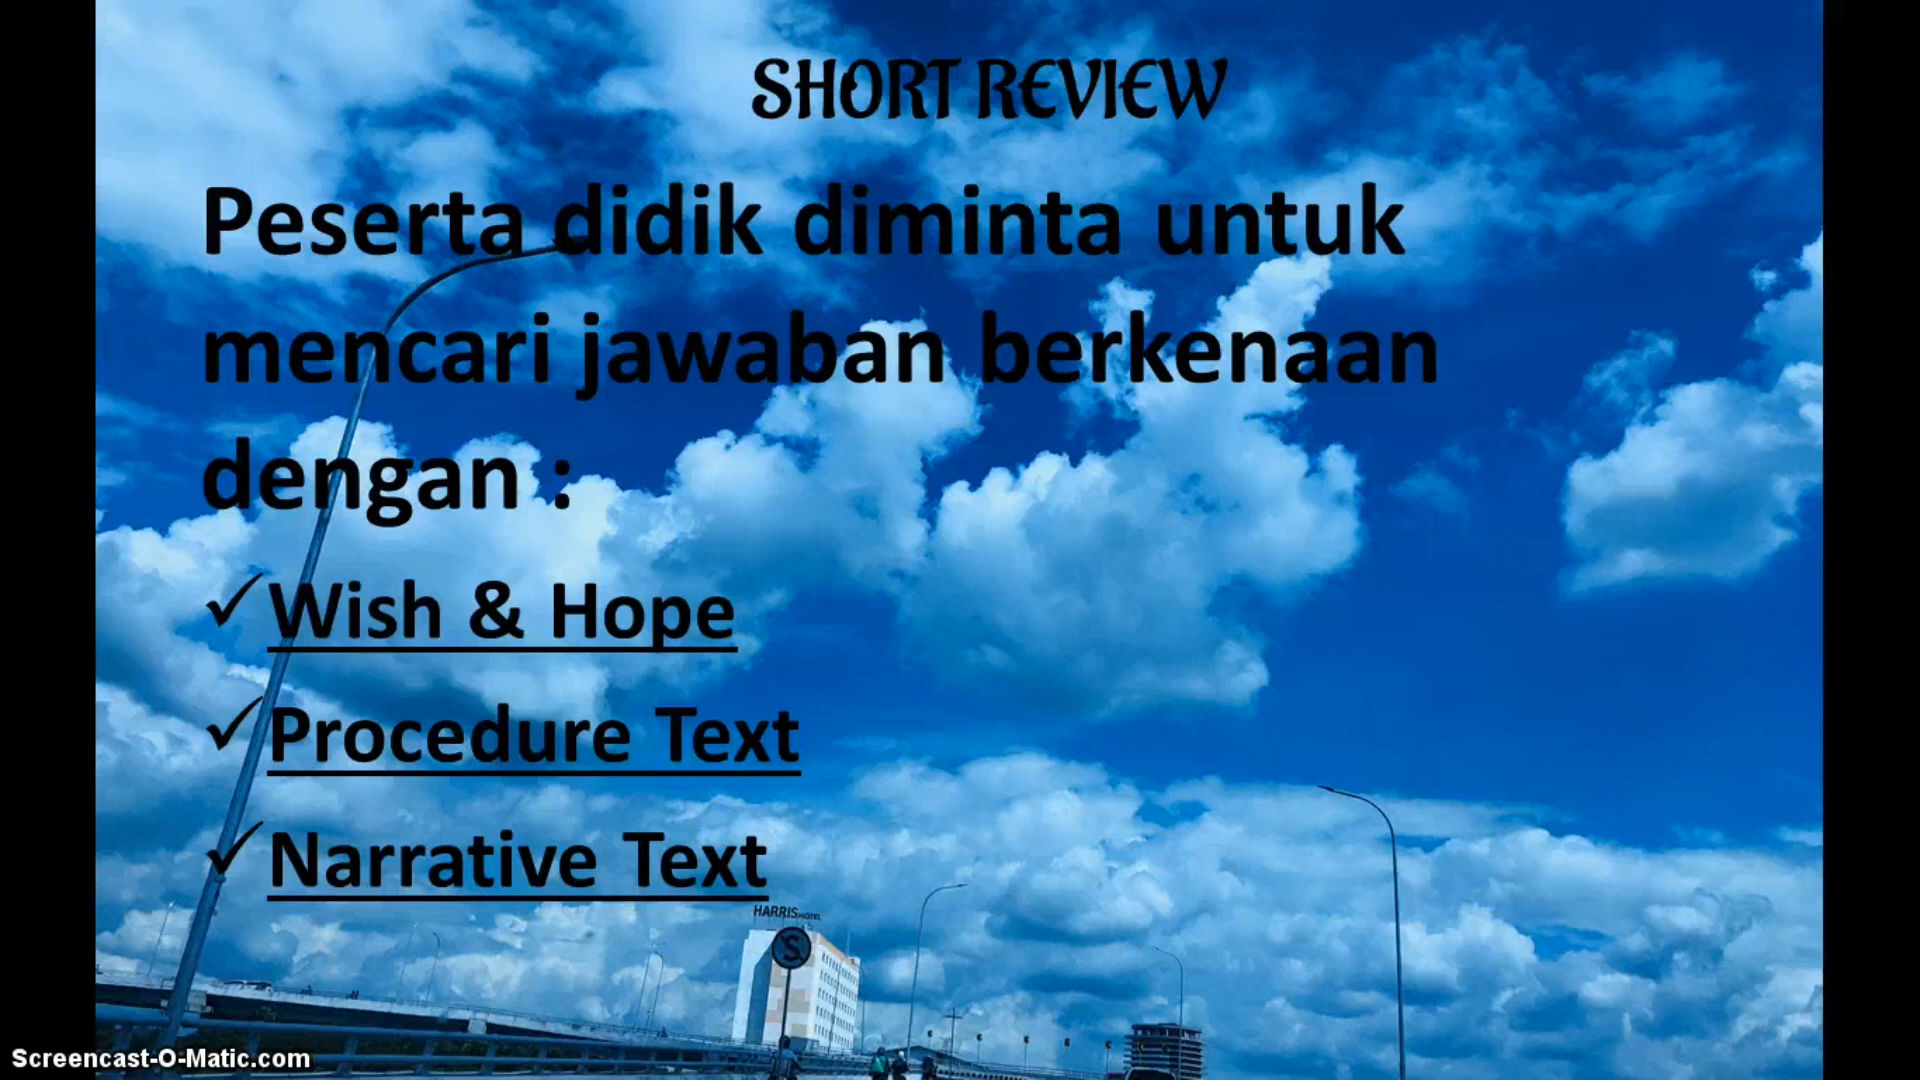 SHORT REVIEW
Peserta didik diminta untuk
mencari jawaban berkenaan
dengan :
✓Wish & Hope
✓Procedure Text
✓Narrative Text
HARRIS HOTEL
S
Screencast-O-Matic.com